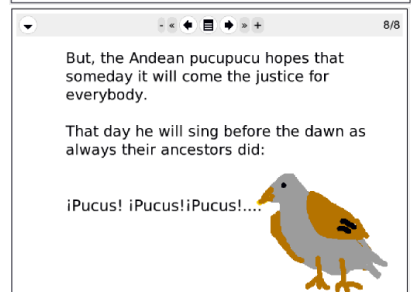 - « » + 8/8
But, the Andean pucupucu hopes that
someday it will come the justice for
everybody.
That day he will sing before the dawn as
always their ancestors did:
¡Pucus! ¡Pucus!¡Pucus!....